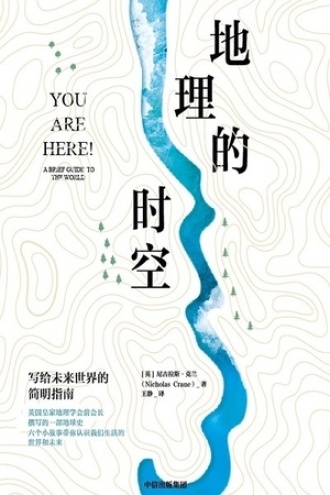 地理的
时空
YOU
ARE
HERE!
A BRIEF GUIDE TO
THE WORLD
[英] 尼古拉斯·克兰
(Nicholas Crane) 著
王静 译
写给未来世界的
简明指南
英国皇家地理学会前会长
撰写的一部地球史
六个小故事带你认识我们生活的
世界和未来
中信出版集团